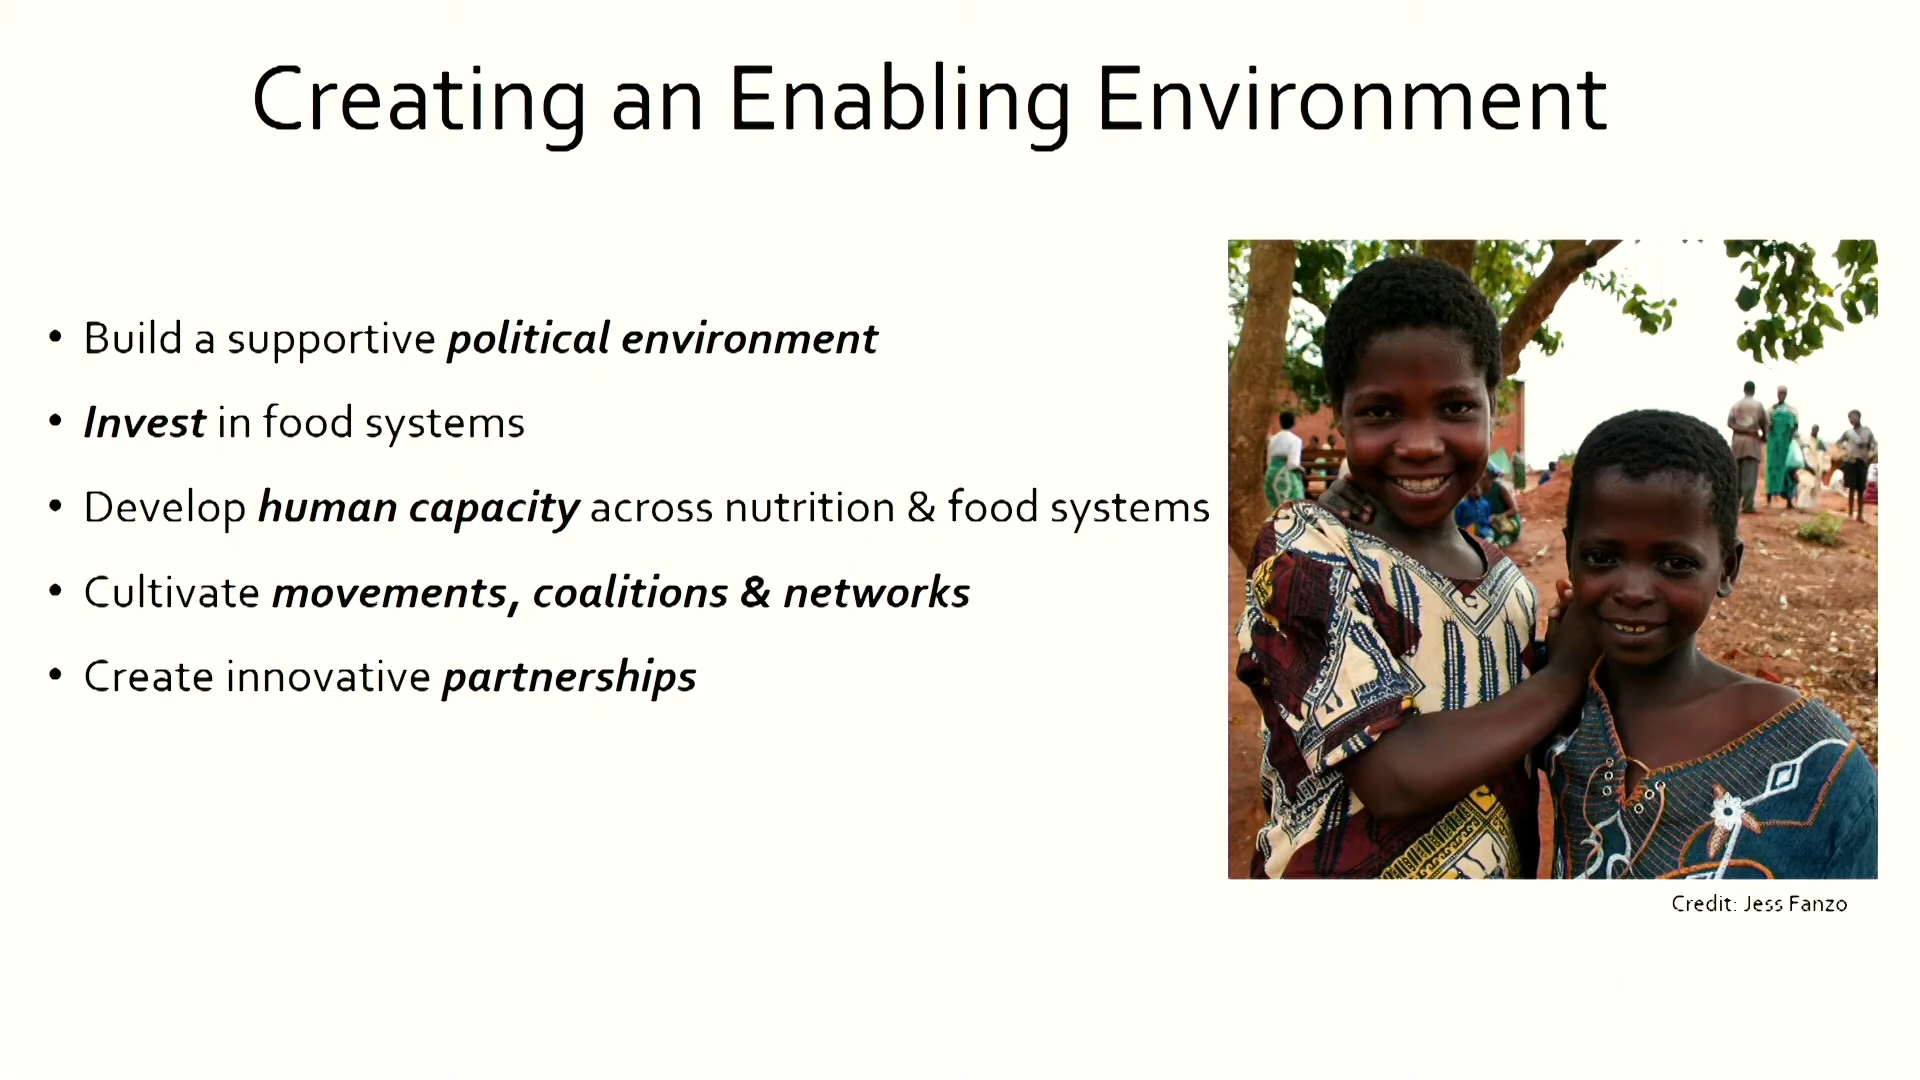 Creating an Enabling Environment
• Build a supportive political environment
• Invest in food systems
• Develop human capacity across nutrition & food systems
• Cultivate movements, coalitions & networks
• Create innovative partnerships
Credit: Jess Fanzo